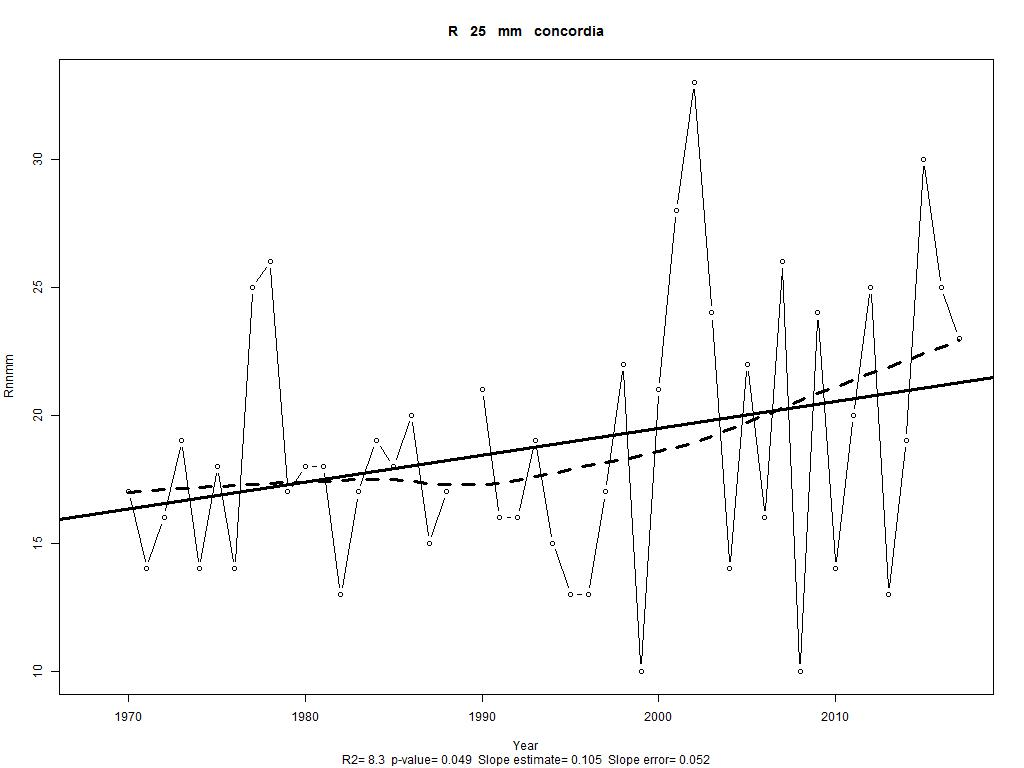 R 25 mm concordia
30
25
20
15
10
Rnnmm
1970 1980 1990 2000 2010
Year
R2= 8.3 p-value= 0.049 Slope estimate= 0.105 Slope error= 0.052